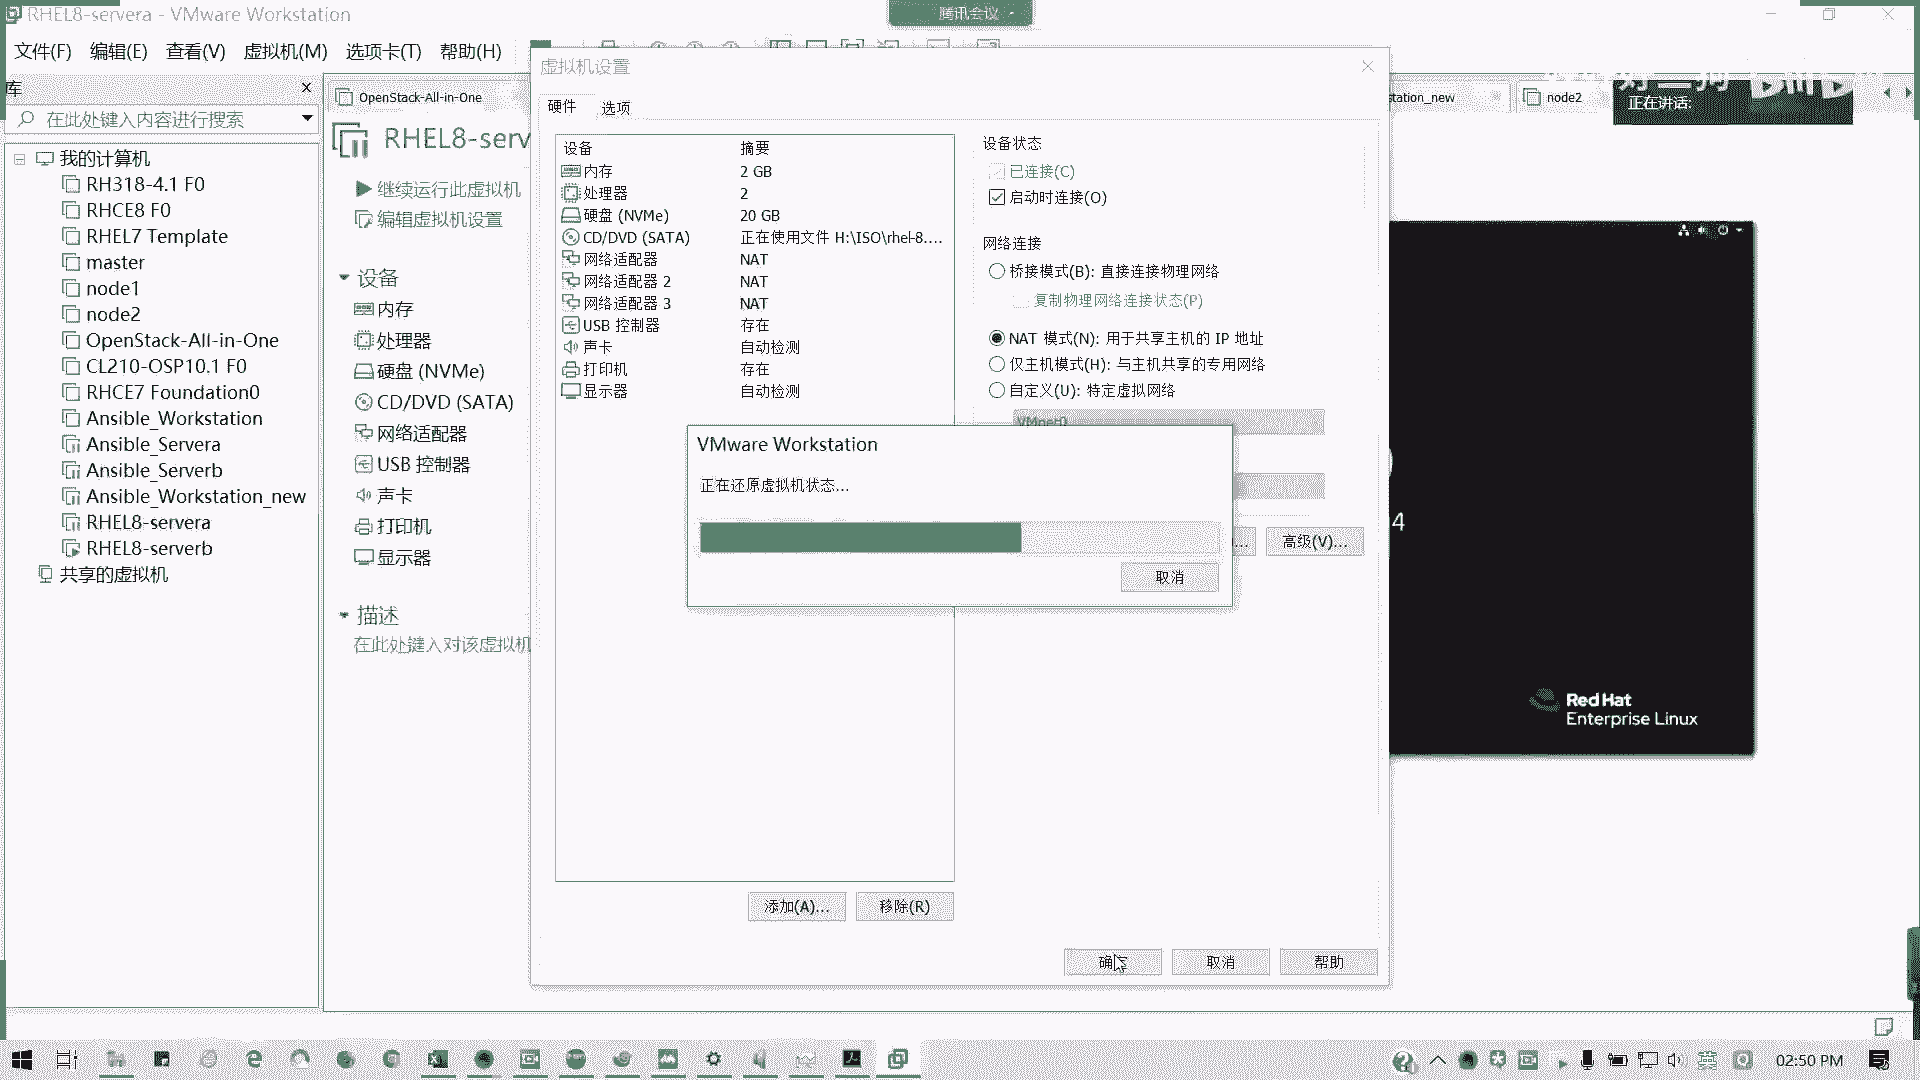 RHEL8-servera - VMware Workstation
腾讯会议
文件(F) 编辑(E) 查看(V) 虚拟机(M) 选项卡(T) 帮助(H)
库
在此处键入内容进行搜索
我的计算机
RH318-4.1 F0
RHCE8 F0
RHEL7 Template
master
node1
node2
OpenStack-All-in-One
CL210-OSP10.1 F0
RHCE7 Foundation0
Ansible_Workstation
Ansible_Servera
Ansible_Serverb
Ansible_Workstation_new
RHEL8-servera
RHEL8-serverb
共享的虚拟机
OpenStack-All-in-One
RHEL8-serv
继续运行此虚拟机
编辑虚拟机设置
设备
内存
处理器
硬盘 (NVMe)
CD/DVD (SATA)
网络适配器
USB 控制器
声卡
打印机
显示器
描述
在此处键入对该虚拟机
虚拟机设置
硬件 选项
设备 摘要
内存 2 GB
处理器 2
硬盘 (NVMe) 20 GB
CD/DVD (SATA) 正在使用文件 H:\ISO\rhel-8....
网络适配器 NAT
网络适配器 2 NAT
网络适配器 3 NAT
USB 控制器 存在
声卡 自动检测
打印机 存在
显示器 自动检测
添加(A)... 移除(R)
设备状态
已连接(C)
启动时连接(O)
网络连接
桥接模式(B): 直接连接物理网络
复制物理网络连接状态(P)
NAT 模式(N): 用于共享主机的 IP 地址
仅主机模式(H): 与主机共享的专用网络
自定义(U): 特定虚拟网络
VMnet0
高级(V)...
VMware Workstation
正在还原虚拟机状态...
取消
确定 取消 帮助
tation_new
node2
正在讲话:
4
Red Hat
Enterprise Linux
英
02:50 PM